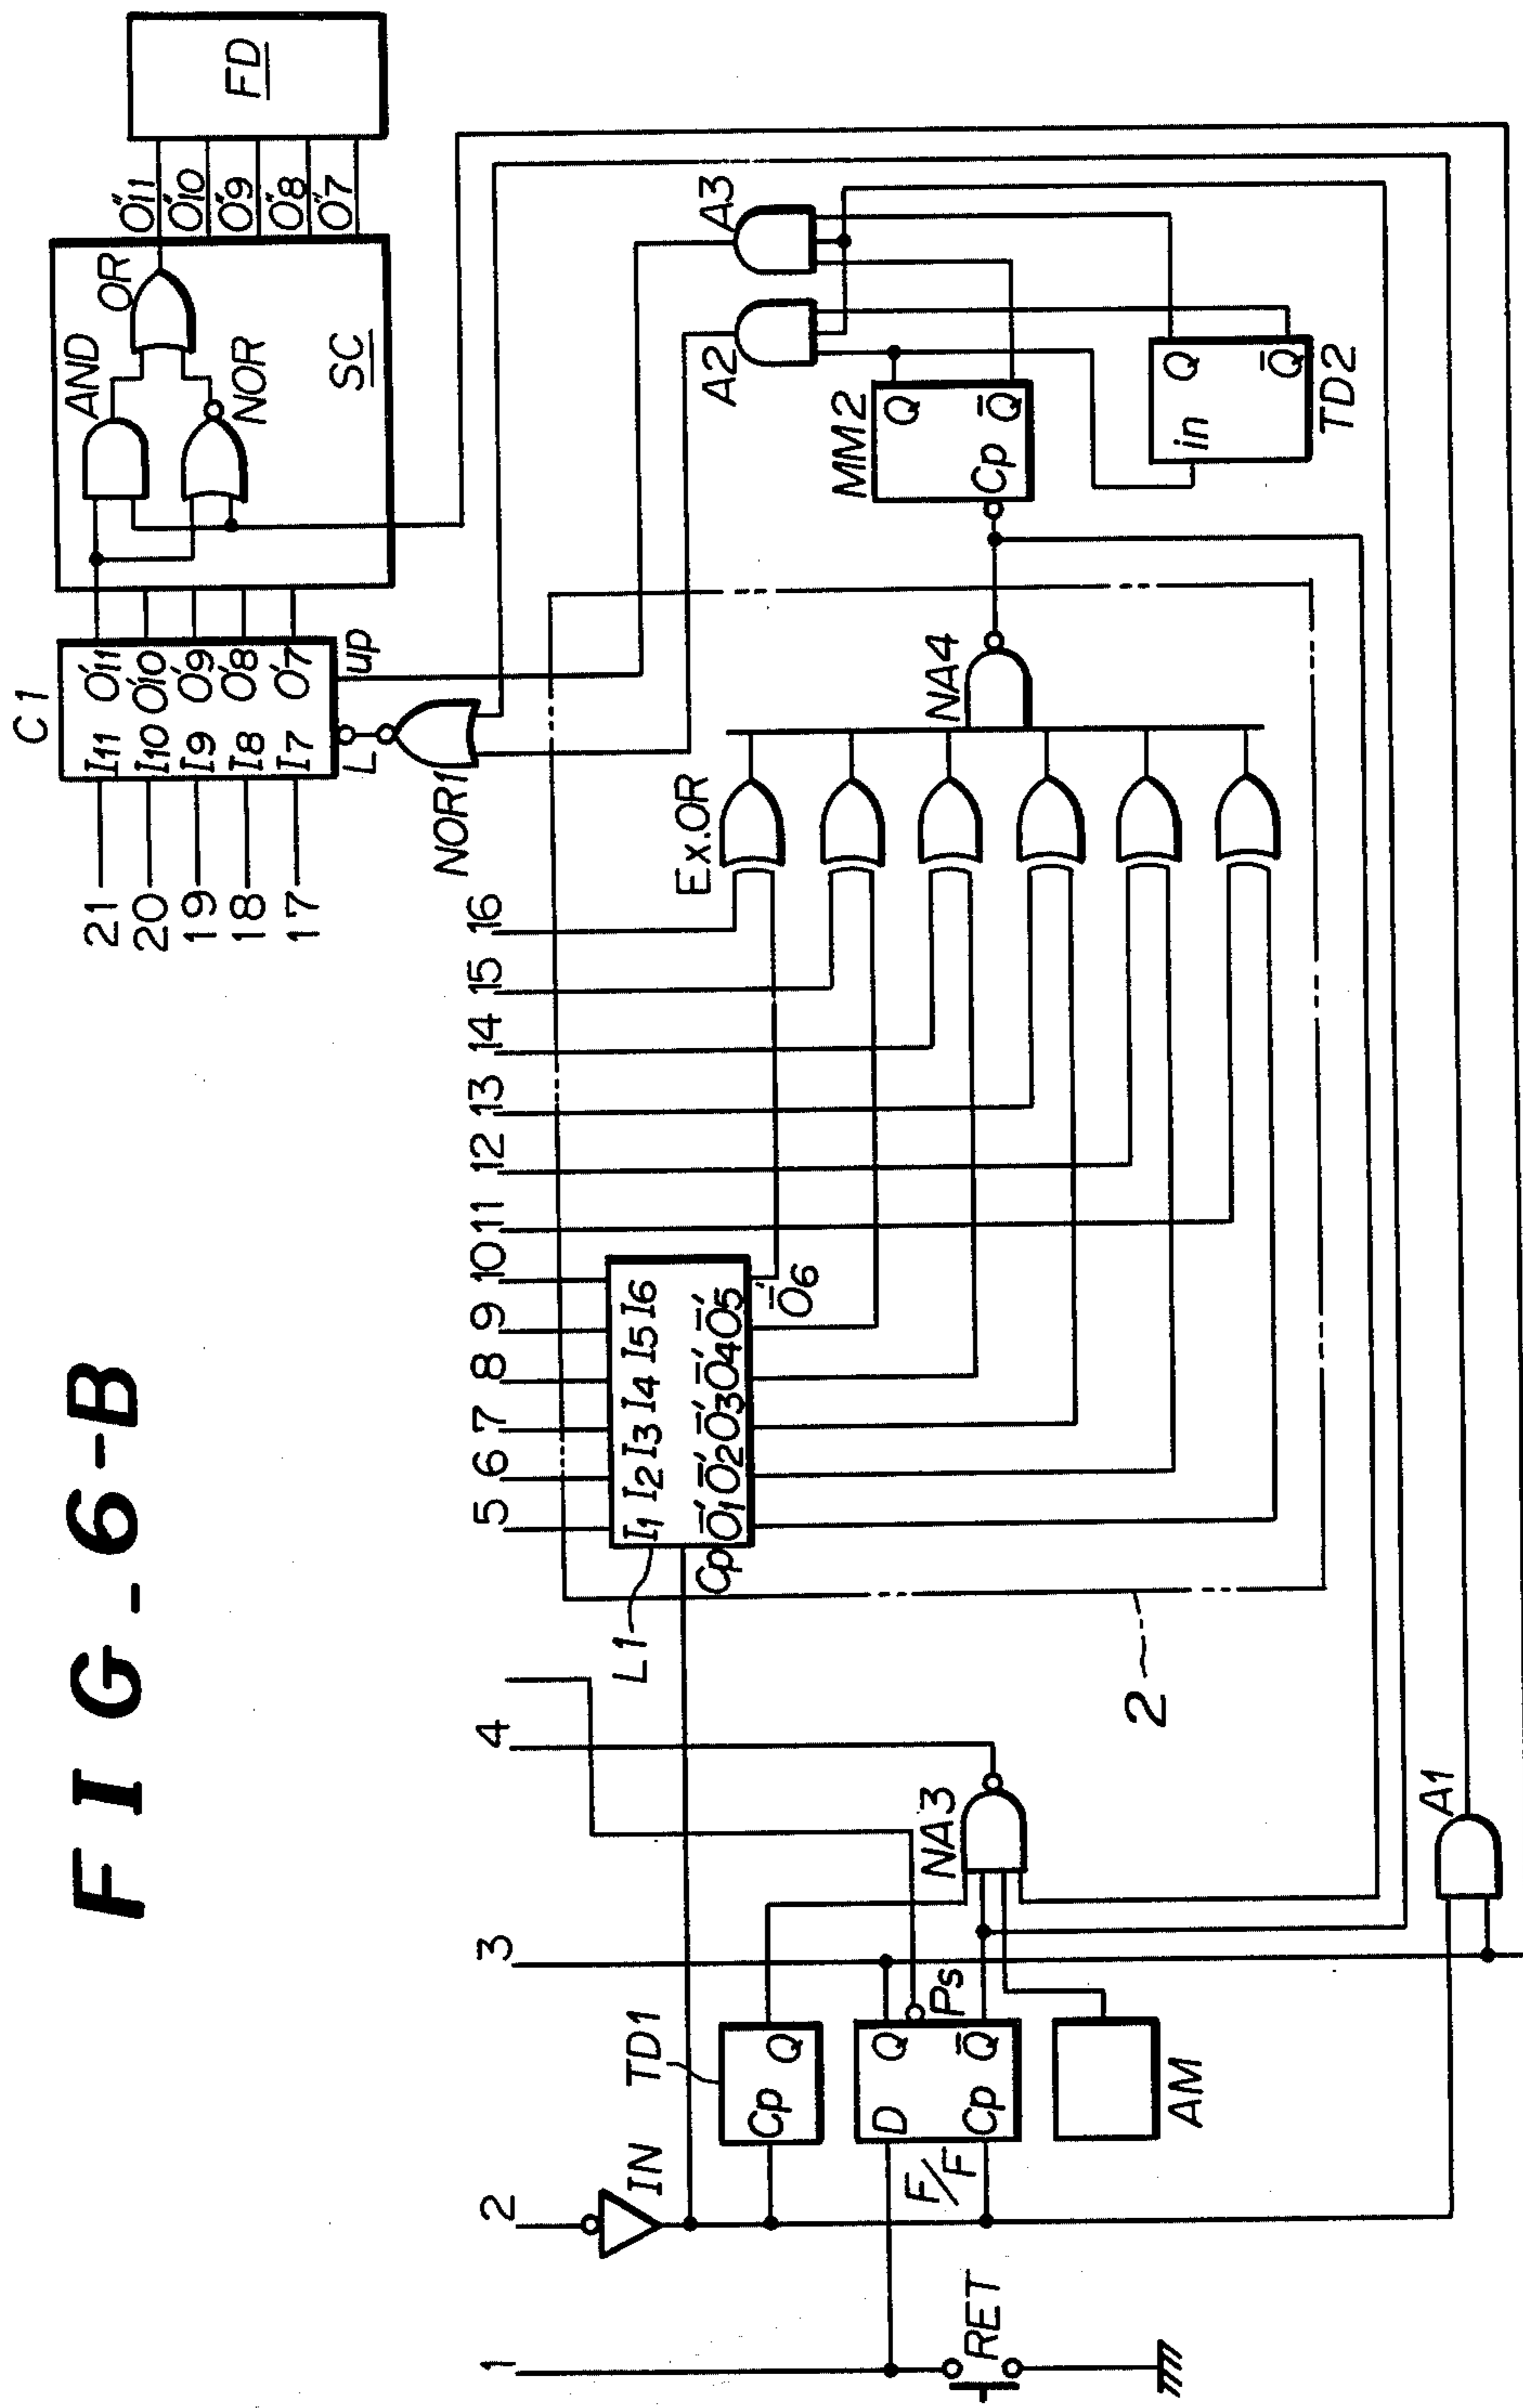 FIG-6-B
C1
I11 O'11
I10 O'10
I9 O'9
I8 O'8
I7 O'7
21
20
19
18
17
L
up
AND
OR
NOR
SC
O"11
O"10
O"9
O"8
O"7
FD
NOR1
1
2
3
4
5
6
7
8
9
10
11
12
13
14
15
16
I1 I2 I3 I4 I5 I6
Cp
Ō'1 Ō'2 Ō'3 Ō'4 Ō'5
Ō'6
L1
Ex.OR
NA4
A2
A3
MM2
Q
Cp
Q̄
in
Q
Q̄
TD2
2
IN
TD1
Cp Q
D Q
Ps
Cp Q̄
F/F
AM
NA3
A1
RET